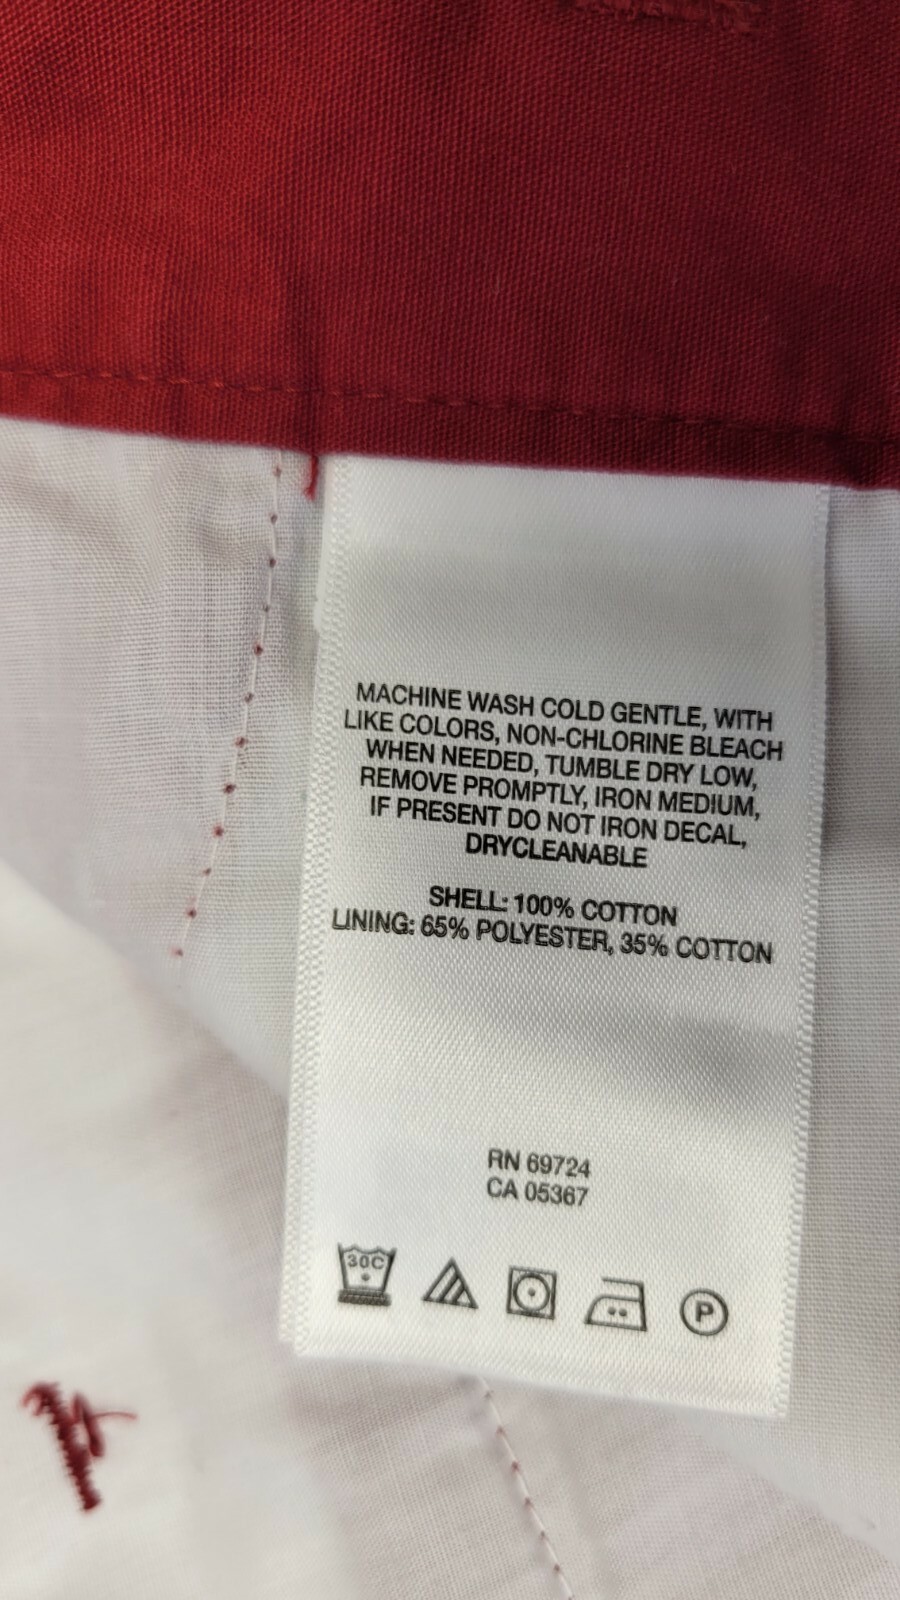 MACHINE WASH COLD GENTLE, WITH
LIKE COLORS, NON-CHLORINE BLEACH
WHEN NEEDED, TUMBLE DRY LOW,
REMOVE PROMPTLY, IRON MEDIUM,
IF PRESENT DO NOT IRON DECAL,
DRYCLEANABLE
SHELL: 100% COTTON
LINING: 65% POLYESTER, 35% COTTON
RN 69724
CA 05367
30C
P